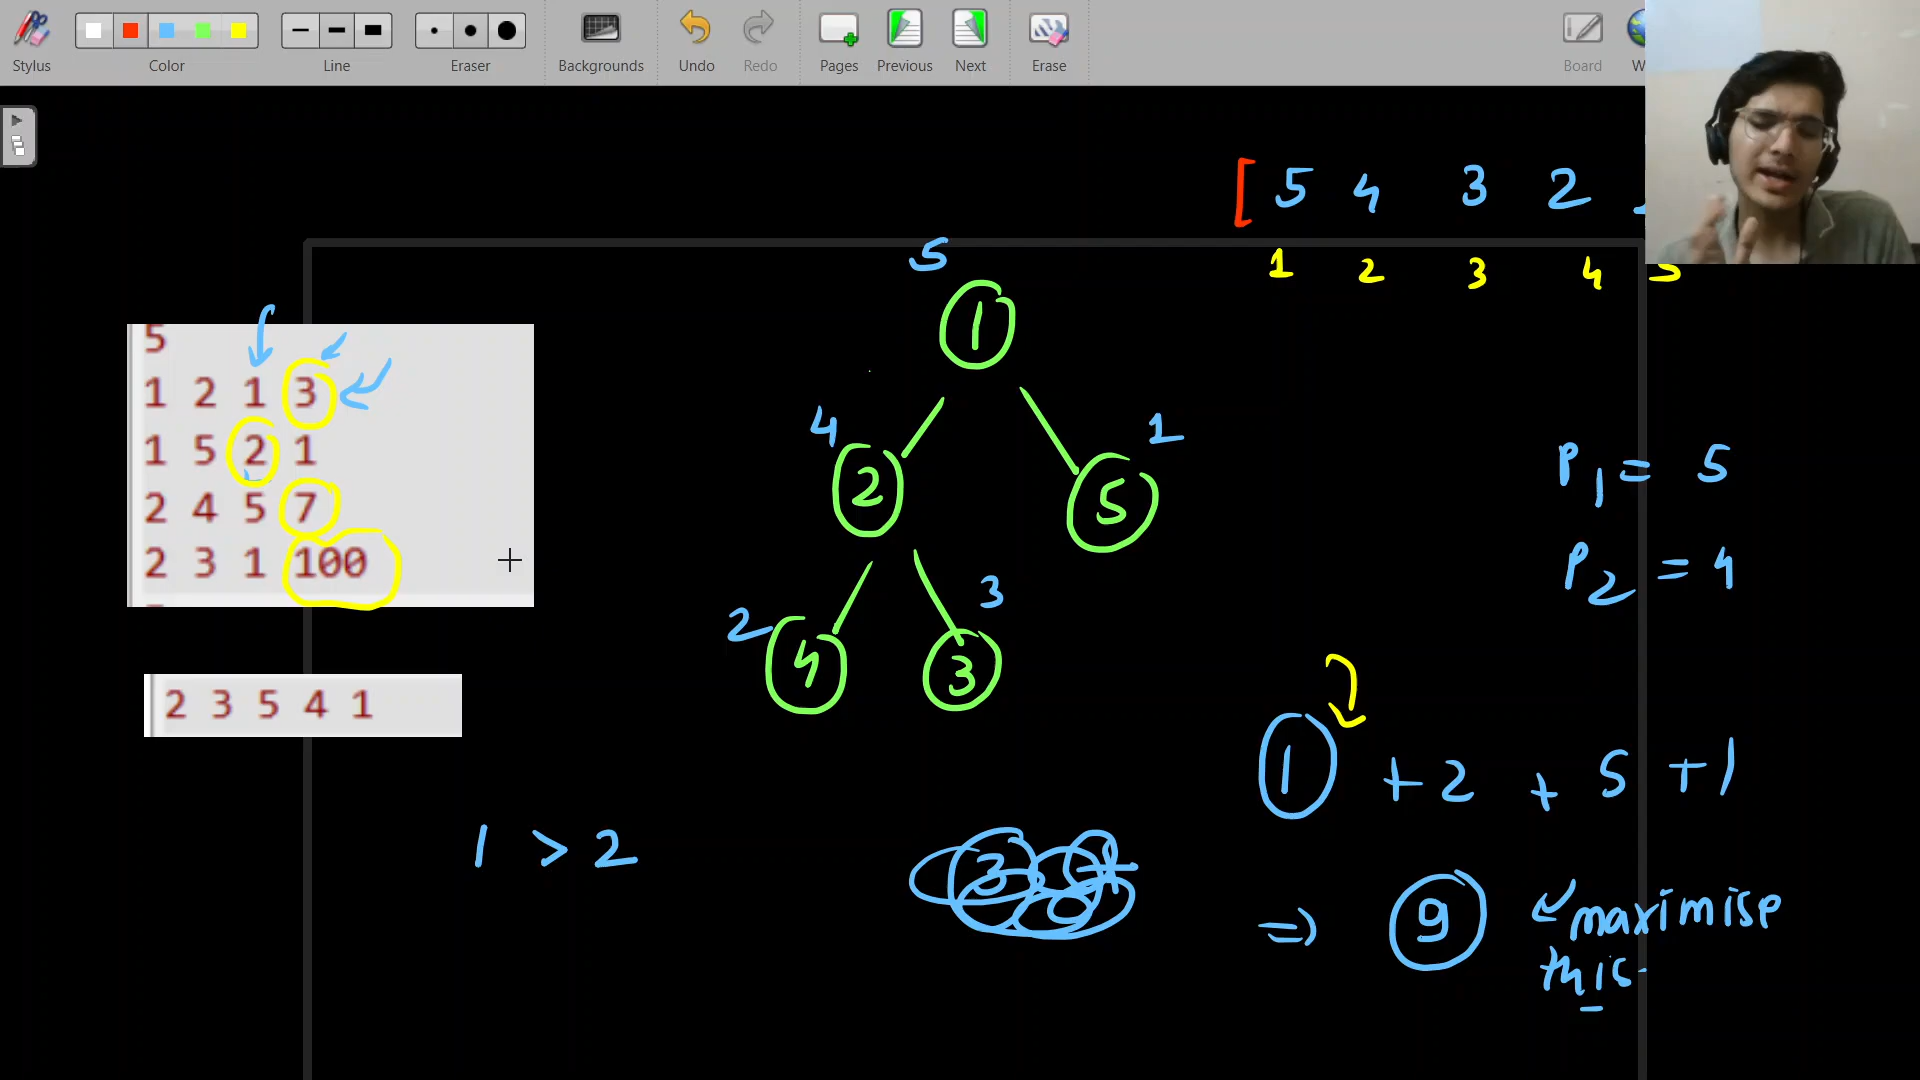 Stylus
Color
Line
Eraser
Backgrounds
Undo
Redo
Pages
Previous
Next
Erase
Board
[ 5 4 3 2
1 2 3 4 5
5
1
4
2
1
5
2
4
3
3
5
1 2 1 3
1 5 2 1
2 4 5 7
2 3 1 100
2 3 5 4 1
P1 = 5
P2 = 4
1 + 2 + 5 + 1
1 > 2
=> 9 maximise
this